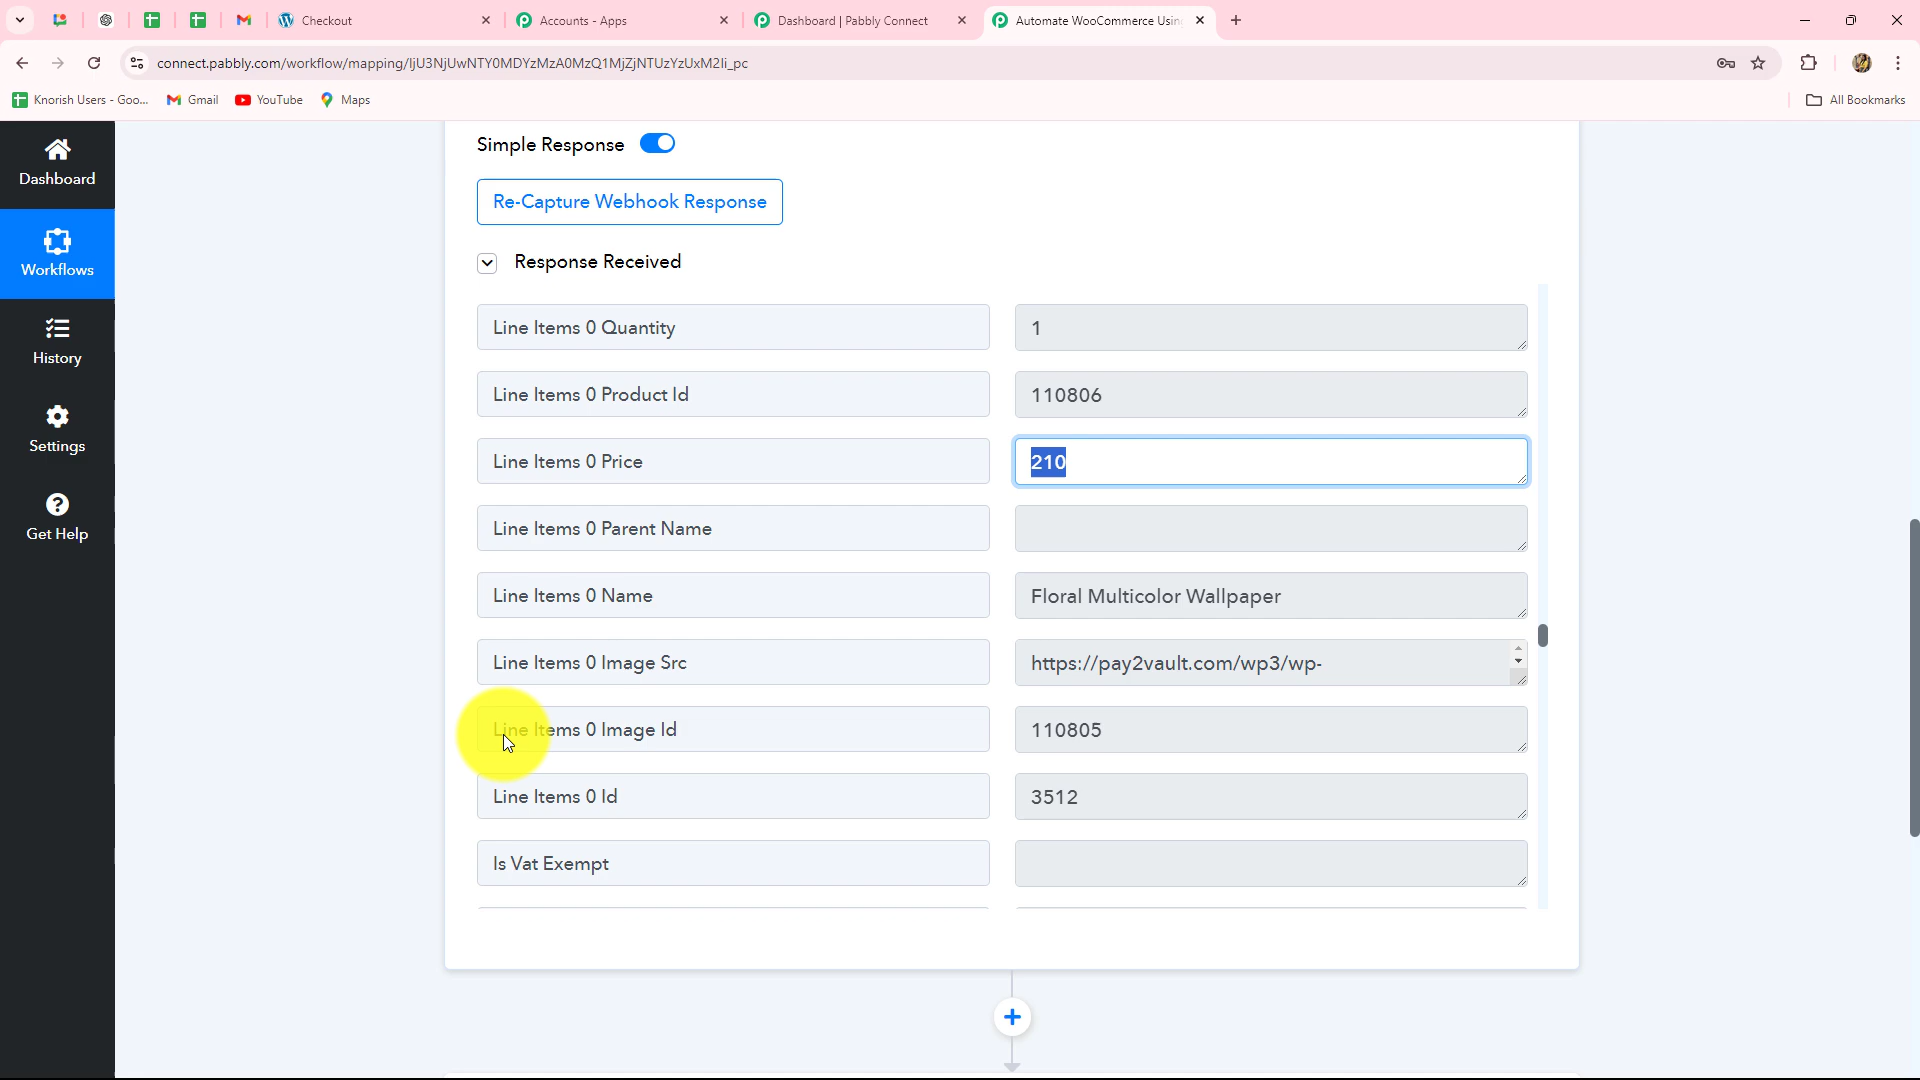 Checkout
Accounts - Apps
Dashboard | Pabbly Connect
Automate WooCommerce Usin
connect.pabbly.com/workflow/mapping/IjU3NjUwNTY0MDYzMzA0MzQ1MjZjNTUzYzUxM2Ii_pc
Knorish Users - Goo...
Gmail
YouTube
Maps
All Bookmarks
Dashboard
Workflows
History
Settings
Get Help
Simple Response
Re-Capture Webhook Response
Response Received
Line Items 0 Quantity
1
Line Items 0 Product Id
110806
Line Items 0 Price
210
Line Items 0 Parent Name
Line Items 0 Name
Floral Multicolor Wallpaper
Line Items 0 Image Src
https://pay2vault.com/wp3/wp-
Line Items 0 Image Id
110805
Line Items 0 Id
3512
Is Vat Exempt